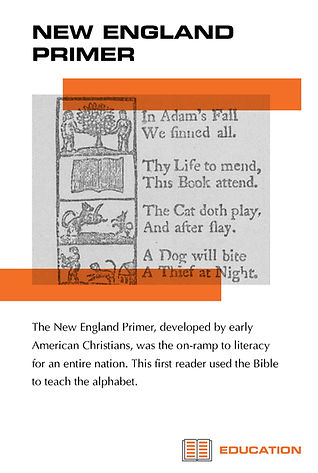 NEW ENGLAND
PRIMER
In Adam's Fall
We sinned all.
Thy Life to mend,
This Book attend.
The Cat doth play,
And after slay.
A Dog will bite
A Thief at Night.
The New England Primer, developed by early
American Christians, was the on-ramp to literacy
for an entire nation. This first reader used the Bible
to teach the alphabet.
EDUCATION